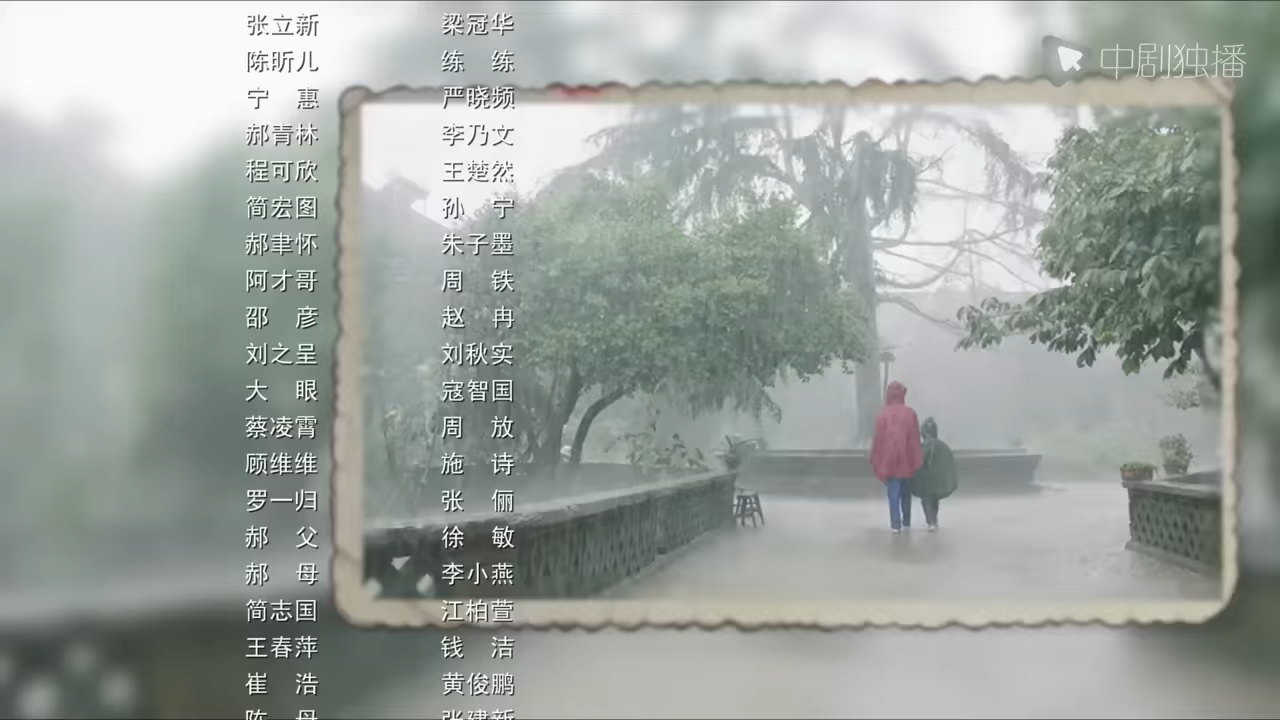 中剧独播
张立新 梁冠华
陈昕儿 练 练
宁 惠 严晓频
郝青林 李乃文
程可欣 王楚然
简宏图 孙 宁
郝聿怀 朱子墨
阿才哥 周 铁
邵 彦 赵 冉
刘之呈 刘秋实
大 眼 寇智国
蔡凌霄 周 放
顾维维 施 诗
罗一归 张 俪
郝 父 徐 敏
郝 母 李小燕
简志国 江柏萱
王春萍 钱 洁
崔 浩 黄俊鹏
陈 母 张建新